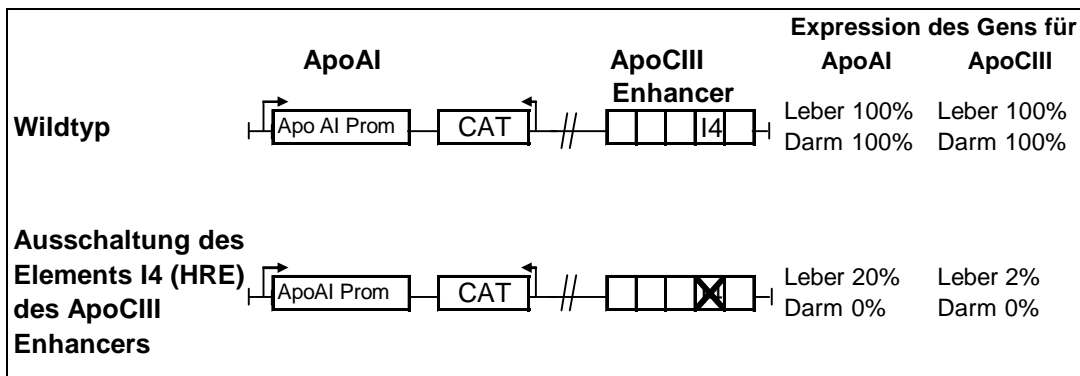 Expression des Gens für
ApoAI ApoCIII ApoAI ApoCIII
Enhancer
Wildtyp Apo AI Prom CAT I4 Leber 100% Leber 100%
Darm 100% Darm 100%
Ausschaltung des
Elements I4 (HRE) ApoAI Prom CAT Leber 20% Leber 2%
des ApoCIII Darm 0% Darm 0%
Enhancers